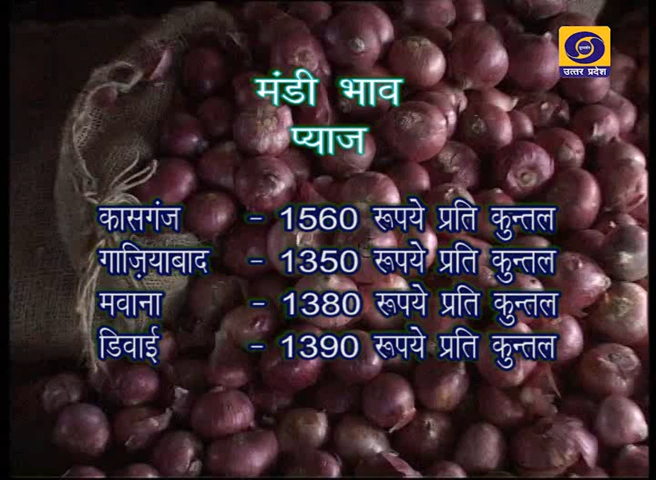 उत्तर प्रदेश
मंडी भाव
प्याज
कासगंज - 1560 रूपये प्रति कुन्तल
गाज़ियाबाद - 1350 रूपये प्रति कुन्तल
मवाना - 1380 रूपये प्रति कुन्तल
डिवाई - 1390 रूपये प्रति कुन्तल